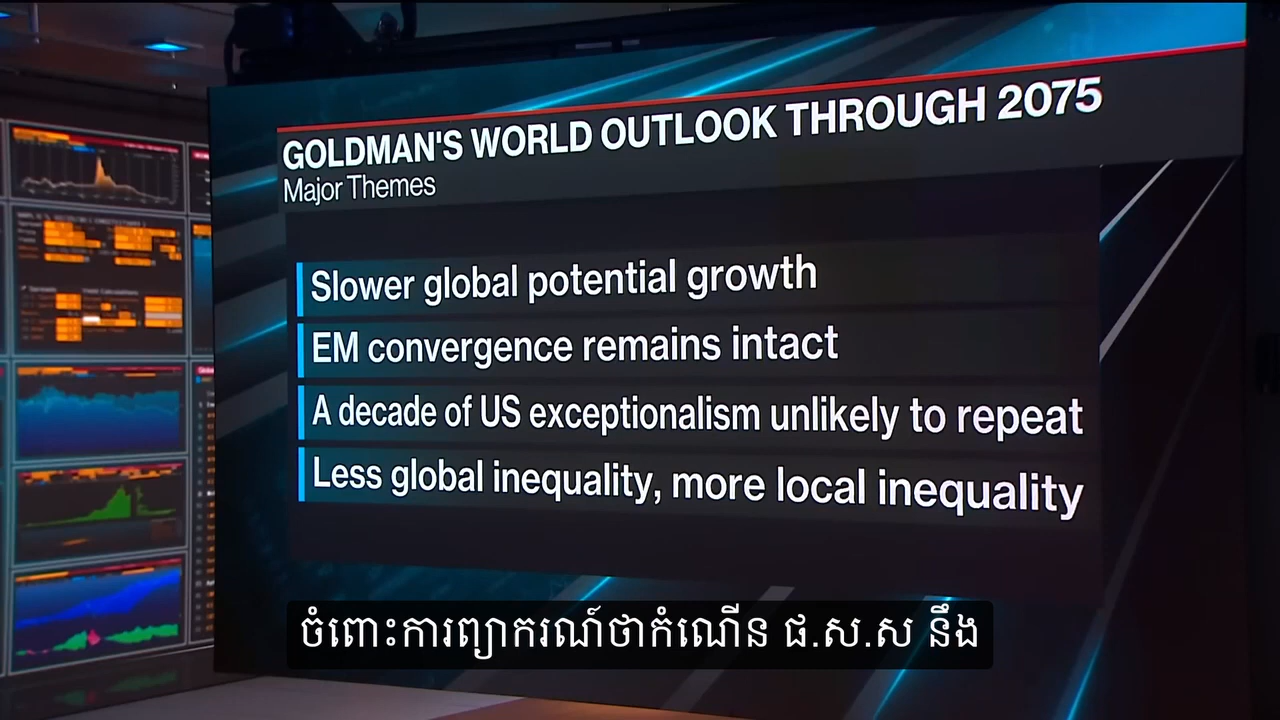 GOLDMAN'S WORLD OUTLOOK THROUGH 2075
Major Themes
Slower global potential growth
EM convergence remains intact
A decade of US exceptionalism unlikely to repeat
Less global inequality, more local inequality
ចំពោះការព្យាករណ៍ថាកំណើន ផ.ស.ស នឹង